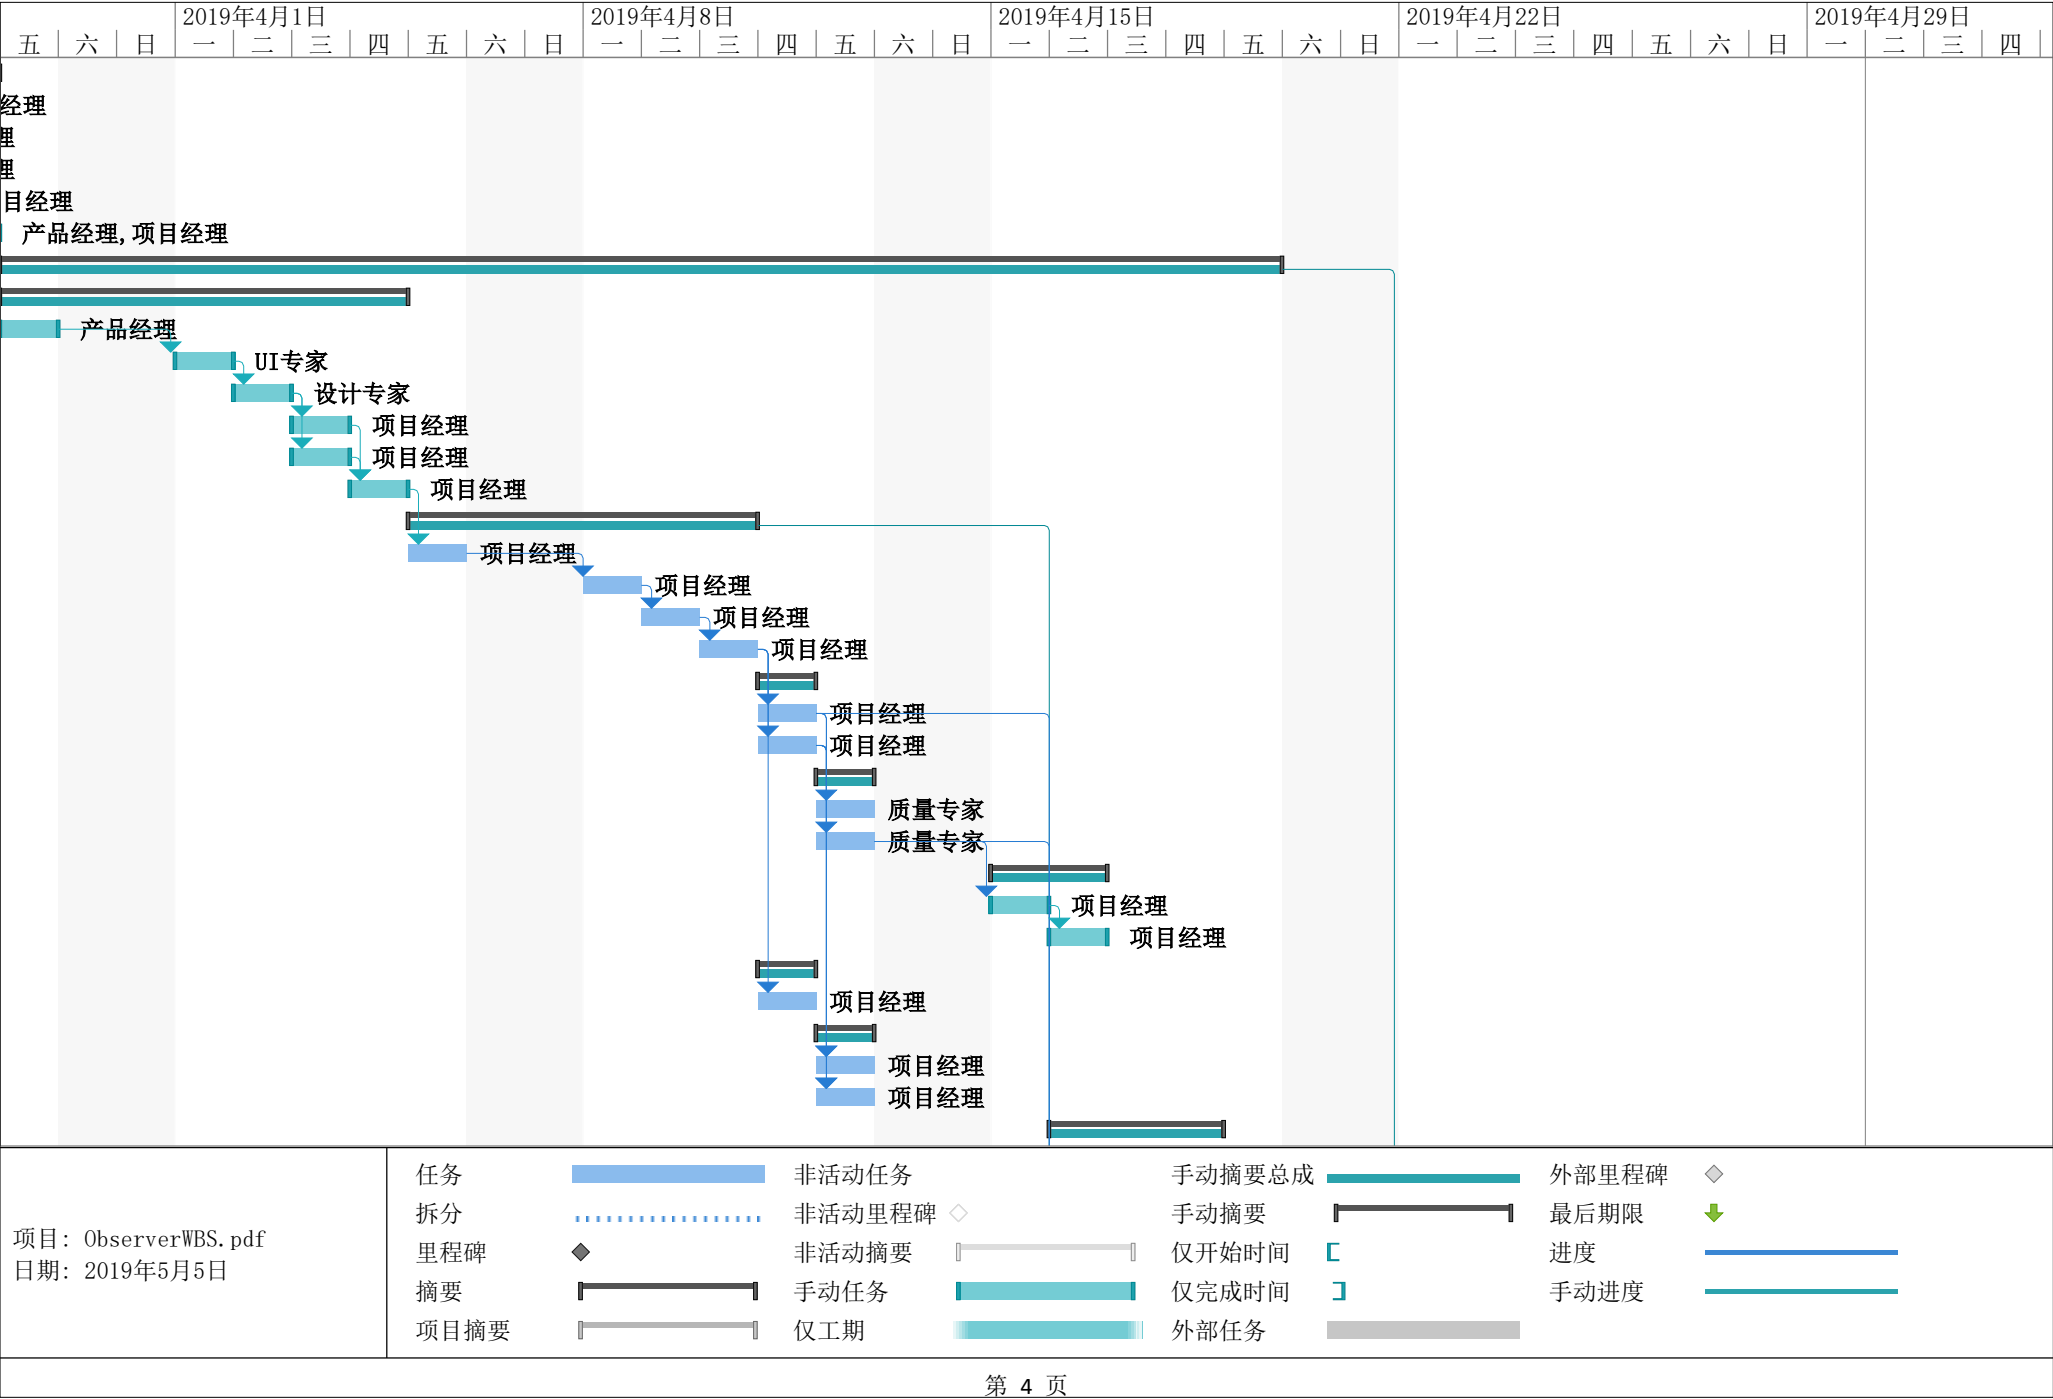 2019年4月1日 2019年4月8日 2019年4月15日 2019年4月22日 2019年4月29日
五 六 日 一 二 三 四 五 六 日 一 二 三 四 五 六 日 一 二 三 四 五 六 日 一 二 三 四 五 六 日 一 二 三 四
经理
理
理
目经理
产品经理,项目经理
产品经理
UI专家
设计专家
项目经理
项目经理
项目经理
项目经理
项目经理
项目经理
项目经理
项目经理
项目经理
质量专家
质量专家
项目经理
项目经理
项目经理
项目经理
项目经理
项目: ObserverWBS.pdf
日期: 2019年5月5日
任务 非活动任务 手动摘要总成 外部里程碑
拆分 非活动里程碑 手动摘要 最后期限
里程碑 非活动摘要 仅开始时间 进度
摘要 手动任务 仅完成时间 手动进度
项目摘要 仅工期 外部任务
第 4 页